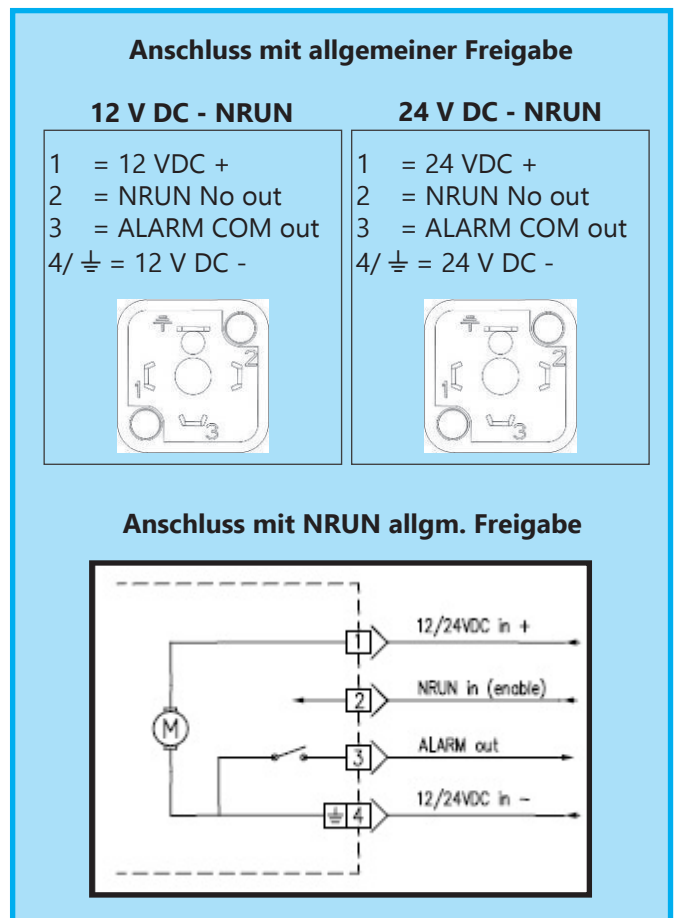 Anschluss mit allgemeiner Freigabe
12 V DC - NRUN
1 = 12 VDC +
2 = NRUN No out
3 = ALARM COM out
4/ ⏚ = 12 V DC -
1
2
3
24 V DC - NRUN
1 = 24 VDC +
2 = NRUN No out
3 = ALARM COM out
4/ ⏚ = 24 V DC -
1
2
3
Anschluss mit NRUN allgm. Freigabe
1 12/24VDC in +
2 NRUN in (enable)
M
3 ALARM out
⏚ 4 12/24VDC in -